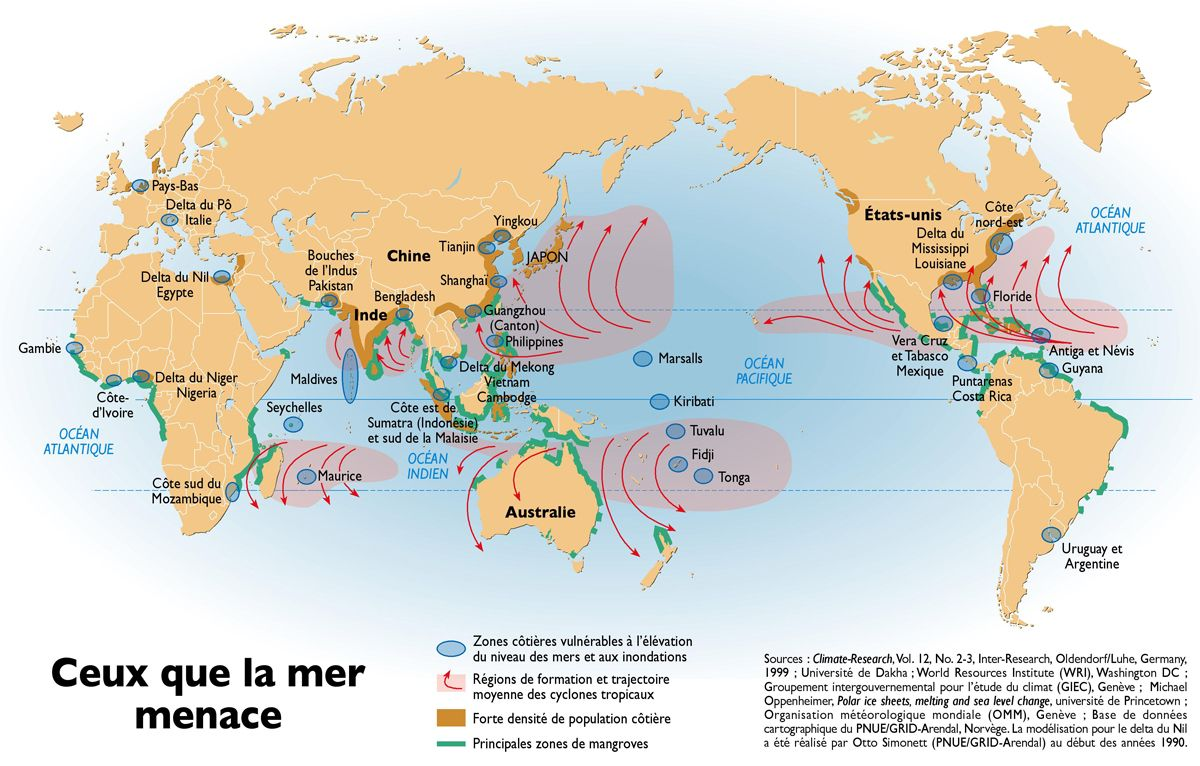 Pays-Bas
Delta du Pô
Italie
Delta du Nil
Egypte
Bouches
de l'Indus
Pakistan
Chine
Inde
Bengladesh
Yingkou
Tianjin
JAPON
Shanghaï
Guangzhou
(Canton)
Philippines
Delta du Mekong
Vietnam
Cambodge
Gambie
Côte-
d'Ivoire
Delta du Niger
Nigeria
Maldives
Seychelles
Côte est de
Sumatra (Indonésie)
et sud de la Malaisie
OCÉAN
ATLANTIQUE
OCÉAN
INDIEN
Côte sud du
Mozambique
Maurice
Australie
Marsalls
Kiribati
Tuvalu
Fidji
Tonga
OCÉAN
PACIFIQUE
États-unis
Côte
nord-est
Delta du
Mississippi
Louisiane
Floride
OCÉAN
ATLANTIQUE
Vera Cruz
et Tabasco
Mexique
Antiga et Névis
Guyana
Puntarenas
Costa Rica
Uruguay et
Argentine
Ceux que la mer
menace
Zones côtières vulnérables à l'élévation
du niveau des mers et aux inondations
Régions de formation et trajectoire
moyenne des cyclones tropicaux
Forte densité de population côtière
Principales zones de mangroves
Sources : Climate-Research, Vol. 12, No. 2-3, Inter-Research, Oldendorf/Luhe, Germany,
1999 ; Université de Dakha ; World Resources Institute (WRI), Washington DC ;
Groupement intergouvernemental pour l'étude du climat (GIEC), Genève ; Michael
Oppenheimer, Polar ice sheets, melting and sea level change, université de Princetown ;
Organisation météorologique mondiale (OMM), Genève ; Base de données
cartographique du PNUE/GRID-Arendal, Norvège. La modélisation pour le delta du Nil
a été réalisé par Otto Simonett (PNUE/GRID-Arendal) au début des années 1990.